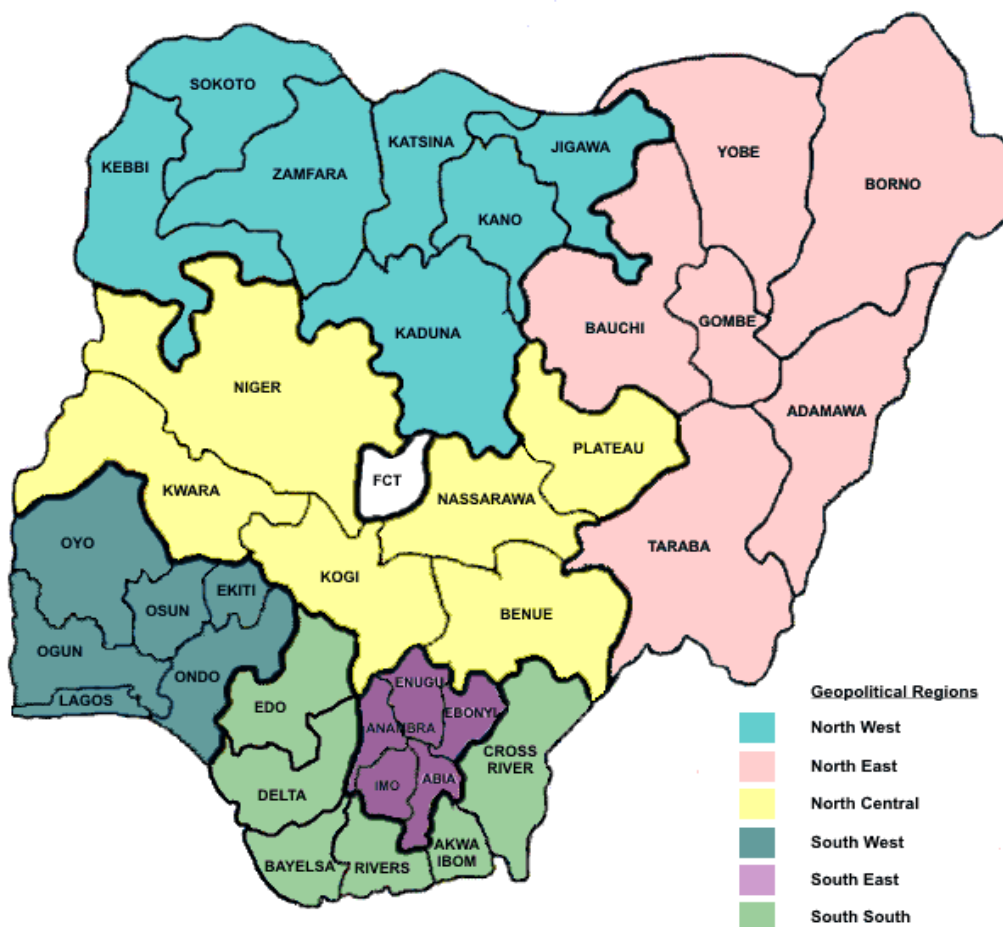 SOKOTO
KATSINA
JIGAWA
YOBE
KEBBI
ZAMFARA
BORNO
KANO
KADUNA
BAUCHI
GOMBE
NIGER
ADAMAWA
PLATEAU
FCT
KWARA
NASSARAWA
OYO
TARABA
KOGI
EKITI
OSUN
BENUE
OGUN
ONDO
ENUGU
LAGOS
EDO
EBONYI
ANAMBRA
CROSS
RIVER
IMO
ABIA
DELTA
AKWA
IBOM
BAYELSA
RIVERS
Geopolitical Regions
North West
North East
North Central
South West
South East
South South